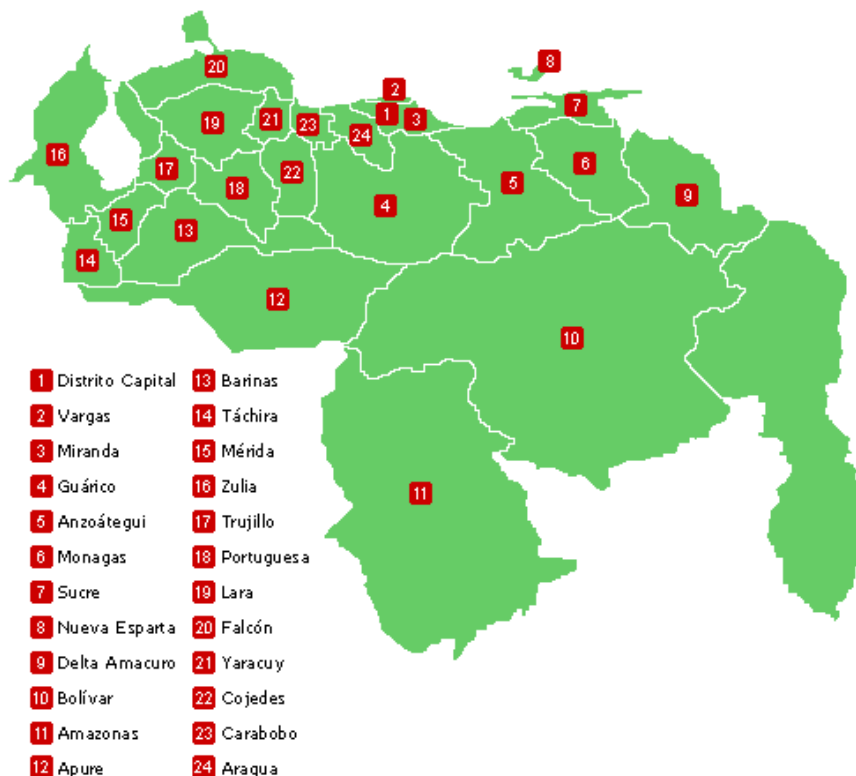 20
8
2
7
1
3
21
19
23
24
16
6
17
22
5
18
9
4
15
13
14
12
10
11
1 Distrito Capital
2 Vargas
3 Miranda
4 Guárico
5 Anzoátegui
6 Monagas
7 Sucre
8 Nueva Esparta
9 Delta Amacuro
10 Bolívar
11 Amazonas
12 Apure
13 Barinas
14 Táchira
15 Mérida
16 Zulia
17 Trujillo
18 Portuguesa
19 Lara
20 Falcón
21 Yaracuy
22 Cojedes
23 Carabobo
24 Aragua